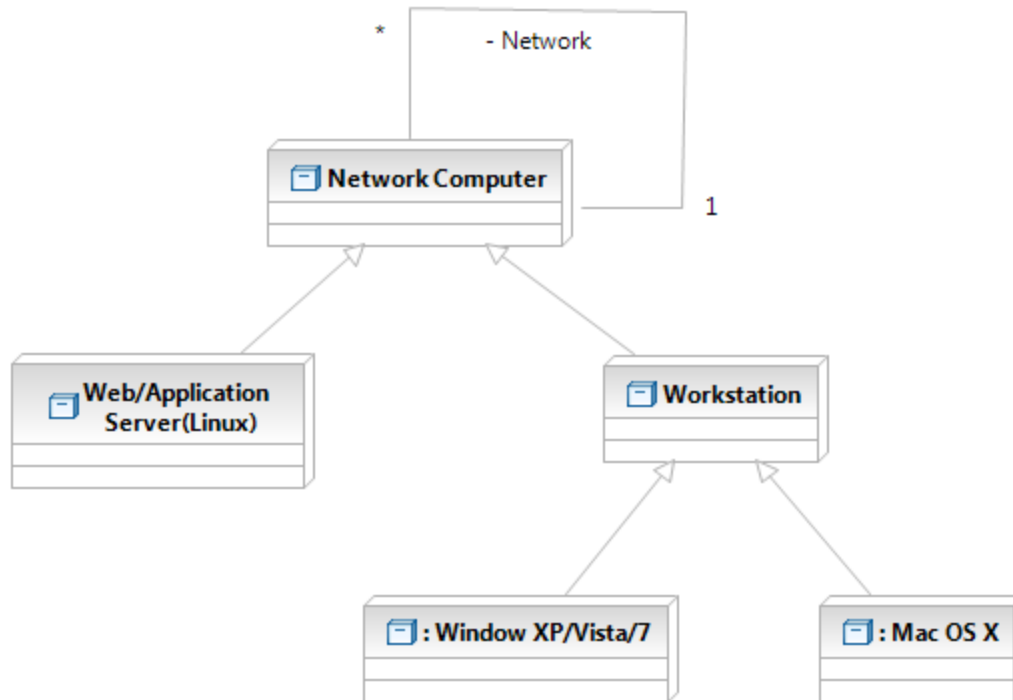 *
- Network
Network Computer
1
Web/Application
Server(Linux)
Workstation
: Window XP/Vista/7
: Mac OS X